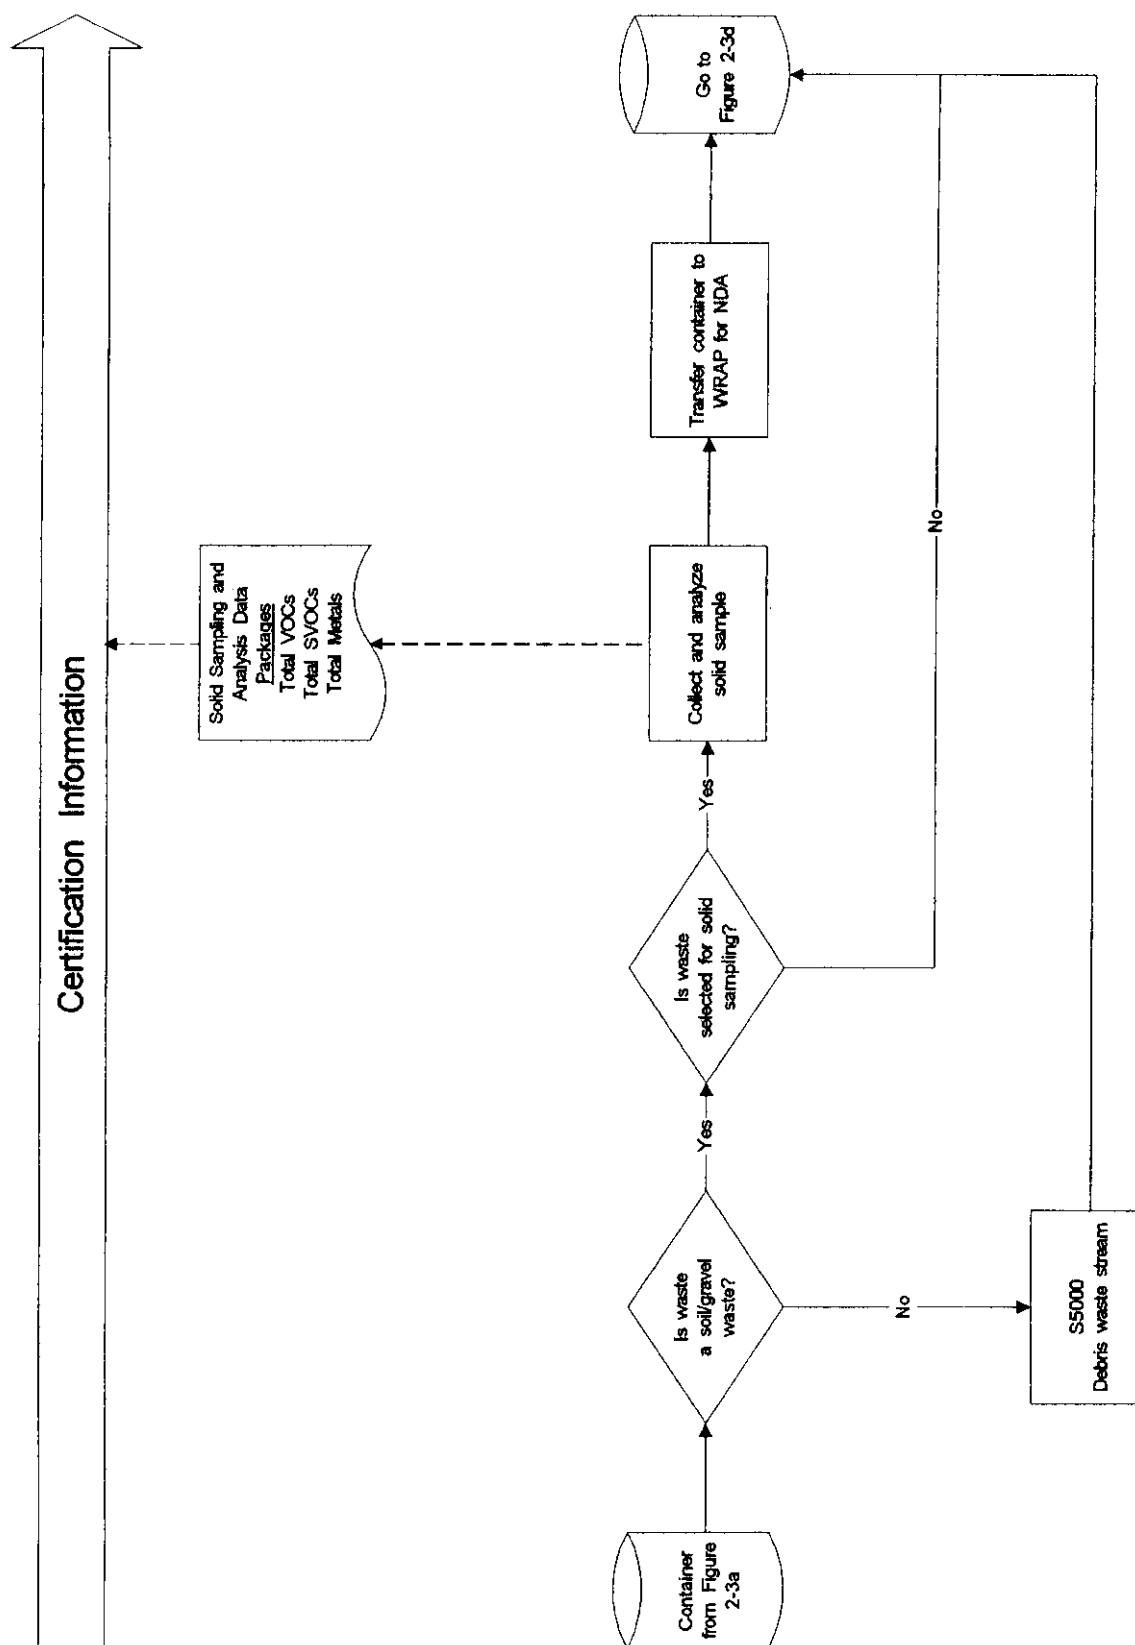 Certification Information
Solid Sampling and
Analysis Data
Packages
Total VOCs
Total SVOCs
Total Metals
Container
from Figure
2-3a
Is waste
a soil/gravel
waste?
Yes
Is waste
selected for solid
sampling?
Yes
Collect and analyze
solid sample
Transfer container to
WRAP for NDA
Go to
Figure 2-3d
No
No
S5000
Debris waste stream